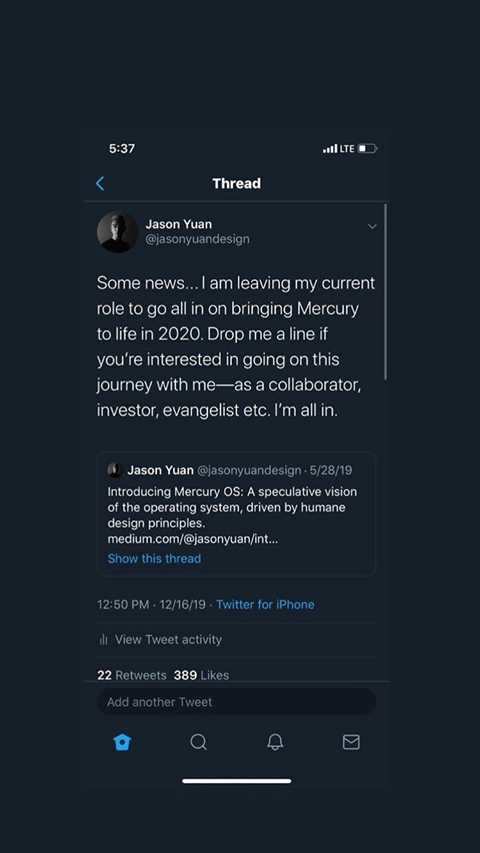 5:37
LTE
Thread
Jason Yuan
@jasonyuandesign
Some news... I am leaving my current
role to go all in on bringing Mercury
to life in 2020. Drop me a line if
you're interested in going on this
journey with me—as a collaborator,
investor, evangelist etc. I'm all in.
Jason Yuan @jasonyuandesign · 5/28/19
Introducing Mercury OS: A speculative vision
of the operating system, driven by humane
design principles.
medium.com/@jasonyuan/int...
Show this thread
12:50 PM · 12/16/19 · Twitter for iPhone
View Tweet activity
22 Retweets 389 Likes
Add another Tweet